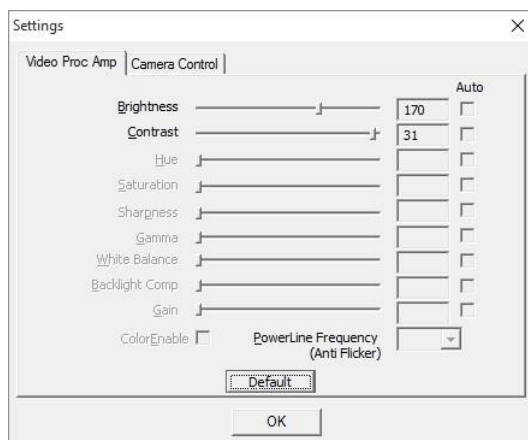 Settings
Video Proc Amp
Camera Control
Auto
Brightness 170
Contrast 31
Hue
Saturation
Sharpness
Gamma
White Balance
Backlight Comp
Gain
ColorEnable PowerLine Frequency
(Anti Flicker)
Default
OK